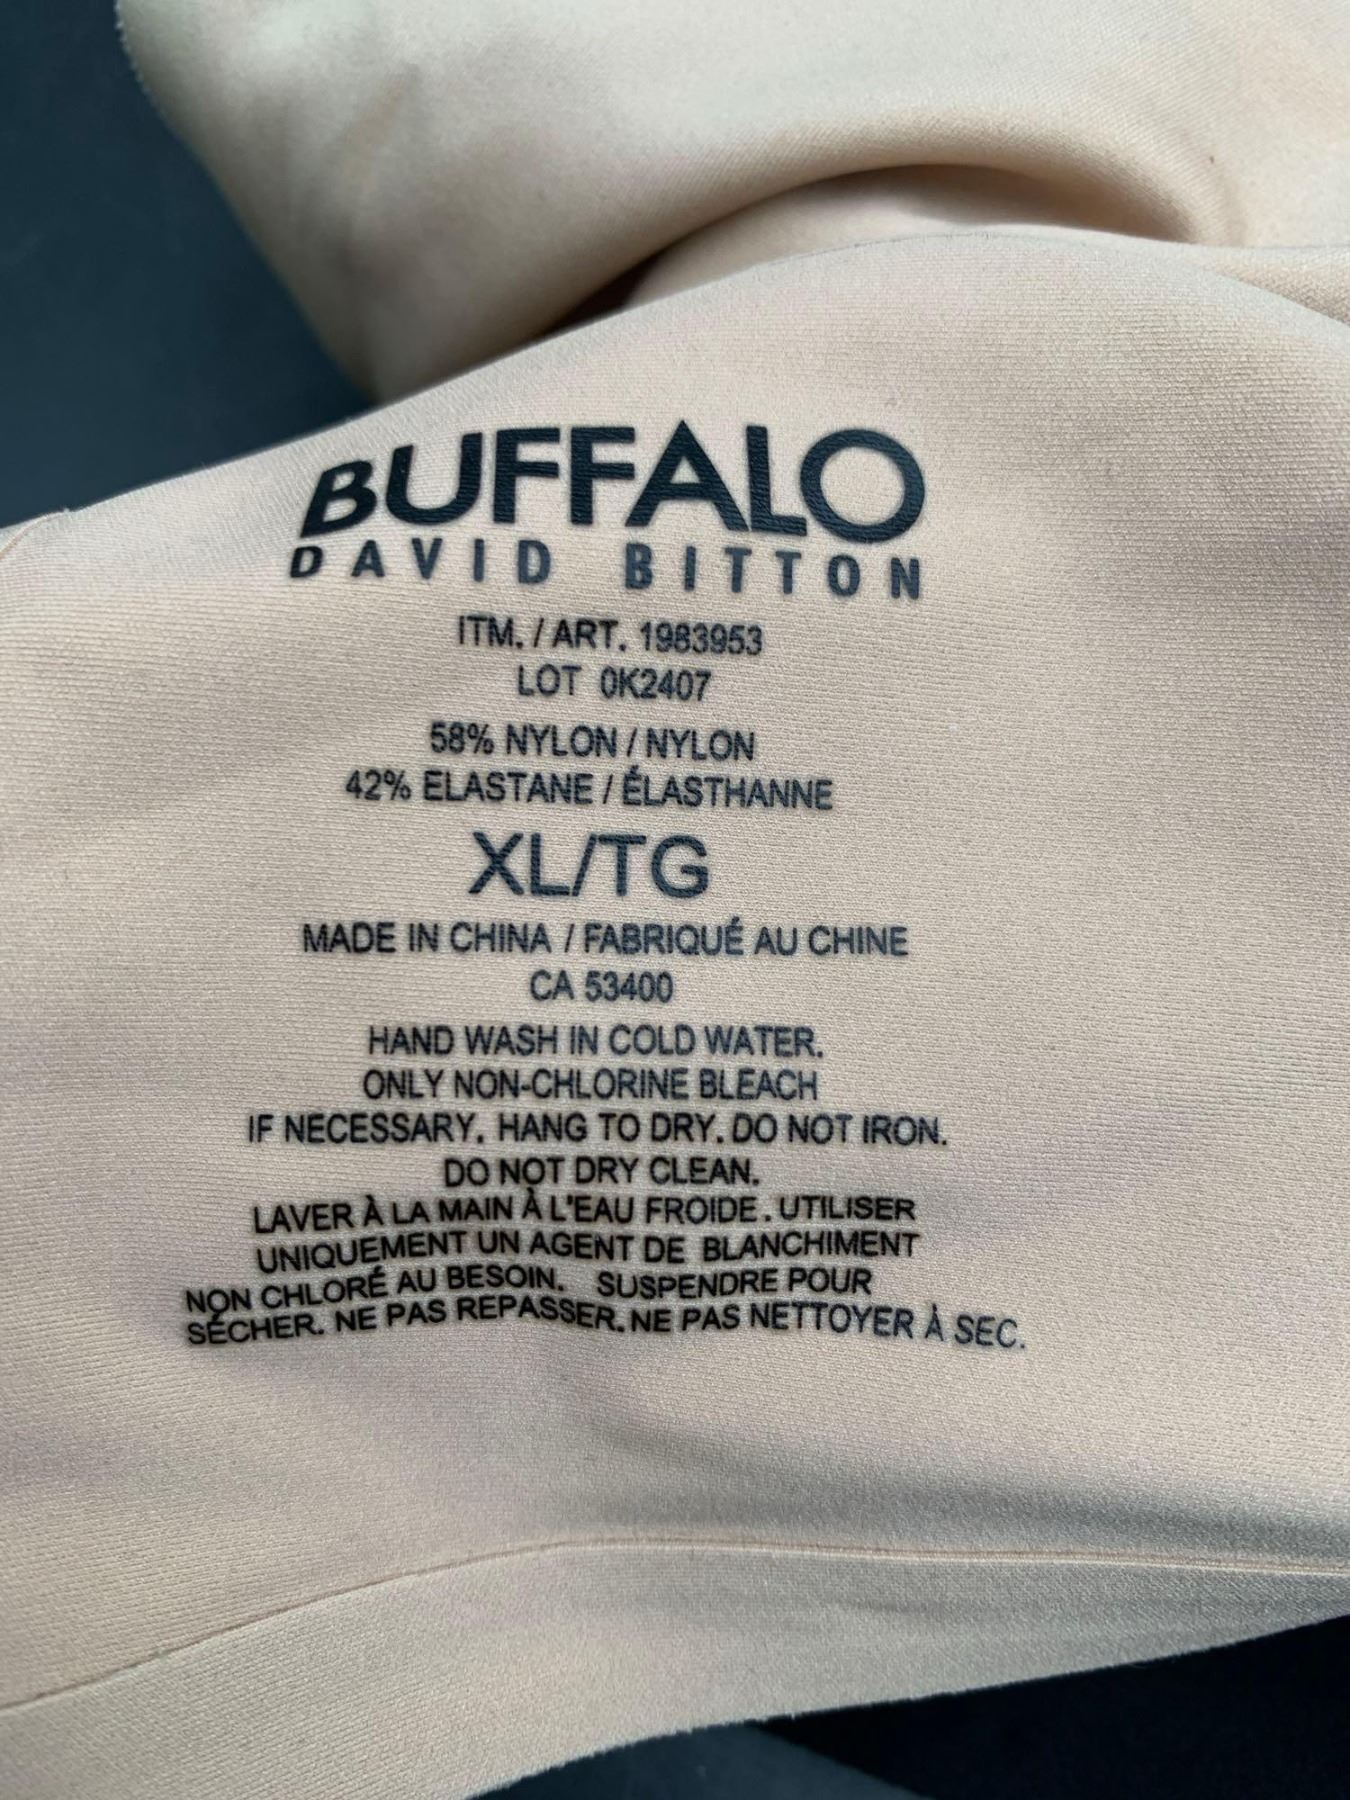 BUFFALO
DAVID BITTON
ITM. / ART. 1983953
LOT 0K2407
58% NYLON / NYLON
42% ELASTANE / ÉLASTHANNE
XL/TG
MADE IN CHINA / FABRIQUÉ AU CHINE
CA 53400
HAND WASH IN COLD WATER.
ONLY NON-CHLORINE BLEACH
IF NECESSARY. HANG TO DRY. DO NOT IRON.
DO NOT DRY CLEAN.
LAVER À LA MAIN À L'EAU FROIDE. UTILISER
UNIQUEMENT UN AGENT DE BLANCHIMENT
NON CHLORÉ AU BESOIN. SUSPENDRE POUR
SÉCHER. NE PAS REPASSER. NE PAS NETTOYER À SEC.